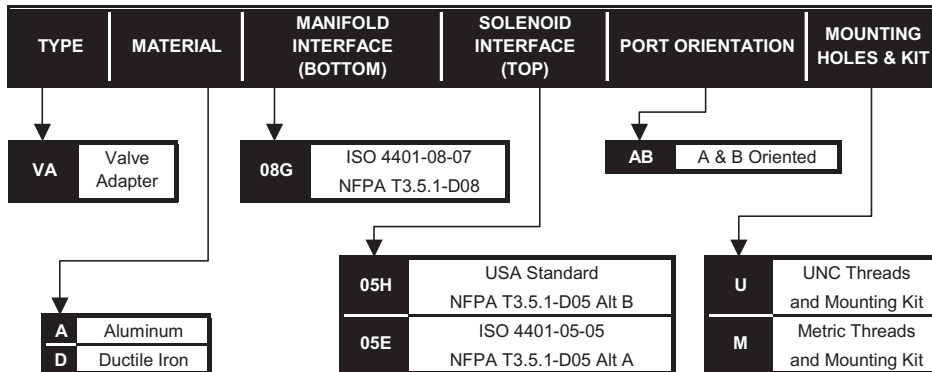 TYPE
MATERIAL
MANIFOLD
INTERFACE
(BOTTOM)
SOLENOID
INTERFACE
(TOP)
PORT ORIENTATION
MOUNTING
HOLES & KIT
VA
Valve
Adapter
08G
ISO 4401-08-07
NFPA T3.5.1-D08
AB
A & B Oriented
A
Aluminum
D
Ductile Iron
05H
USA Standard
NFPA T3.5.1-D05 Alt B
05E
ISO 4401-05-05
NFPA T3.5.1-D05 Alt A
U
UNC Threads
and Mounting Kit
M
Metric Threads
and Mounting Kit